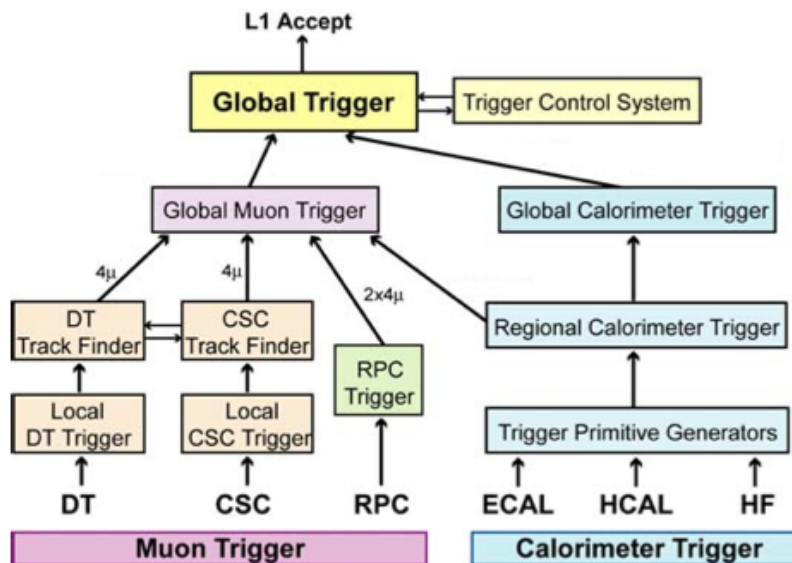 L1 Accept
Global Trigger
Trigger Control System
Global Muon Trigger
Global Calorimeter Trigger
4μ
4μ
2x4μ
DT
Track Finder
CSC
Track Finder
Regional Calorimeter Trigger
RPC
Trigger
Local
DT Trigger
Local
CSC Trigger
Trigger Primitive Generators
DT
CSC
RPC
ECAL
HCAL
HF
Muon Trigger
Calorimeter Trigger